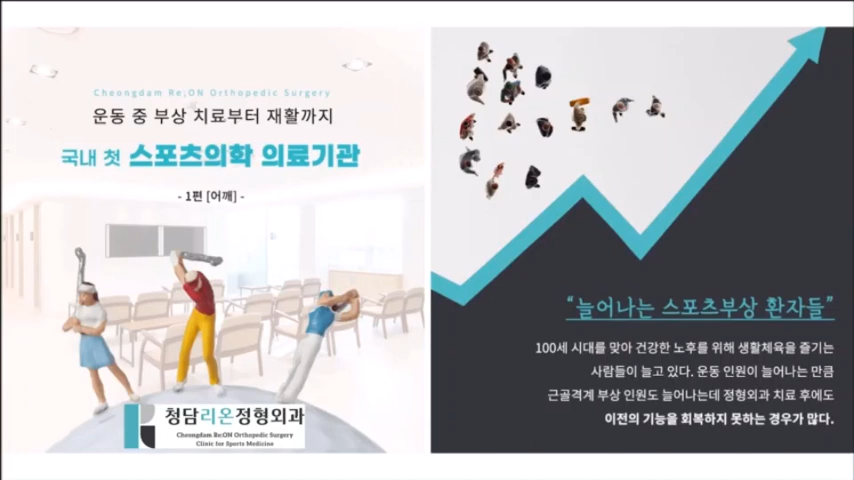 Cheongdam Re;ON Orthopedic Surgery
운동 중 부상 치료부터 재활까지
국내 첫 스포츠의학 의료기관
- 1편 [어깨] -
청담리온정형외과
Cheongdam Re:ON Orthopedic Surgery
Clinic for Sports Medicine
“늘어나는 스포츠부상 환자들”
100세 시대를 맞아 건강한 노후를 위해 생활체육을 즐기는
사람들이 늘고 있다. 운동 인원이 늘어나는 만큼
근골격계 부상 인원도 늘어나는데 정형외과 치료 후에도
이전의 기능을 회복하지 못하는 경우가 많다.